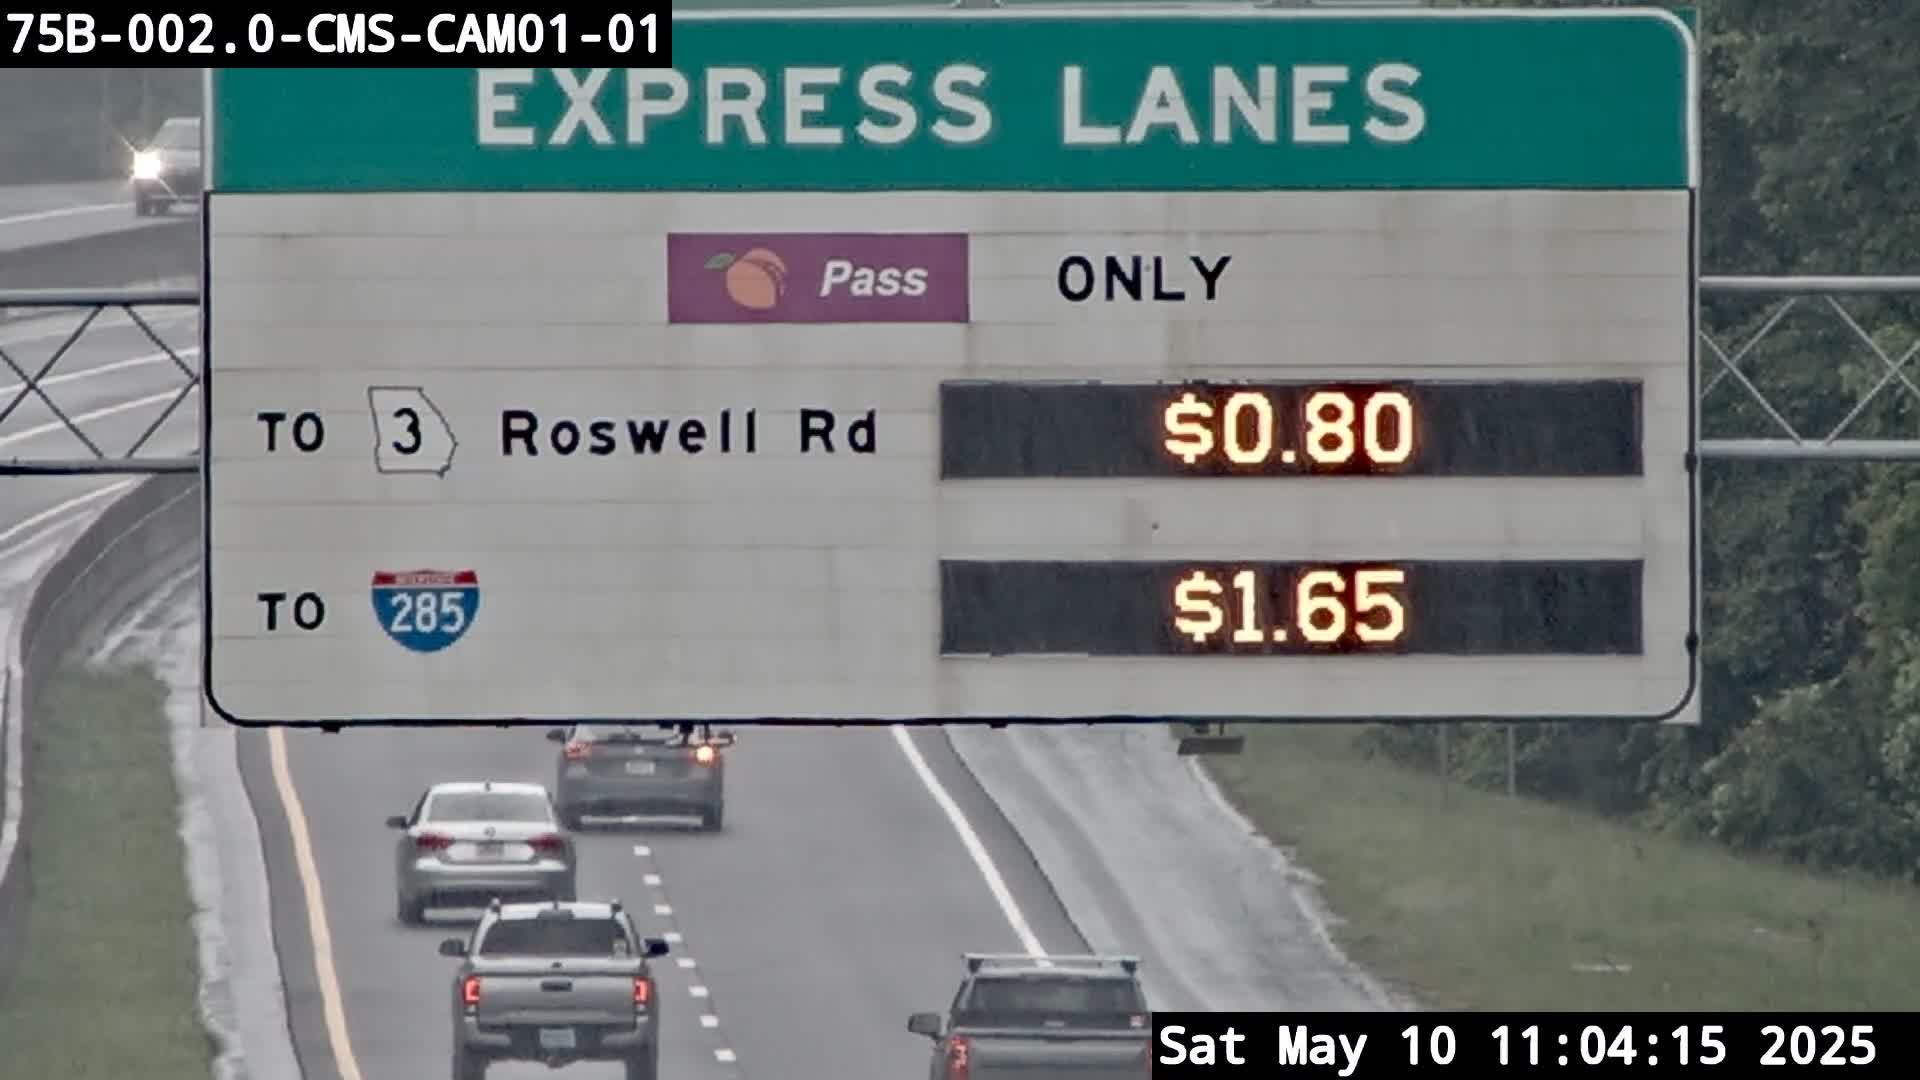 75B-002.0-CMS-CAM01-01
EXPRESS LANES
Pass ONLY
TO 3 Roswell Rd $0.80
TO 285 $1.65
Sat May 10 11:04:15 2025